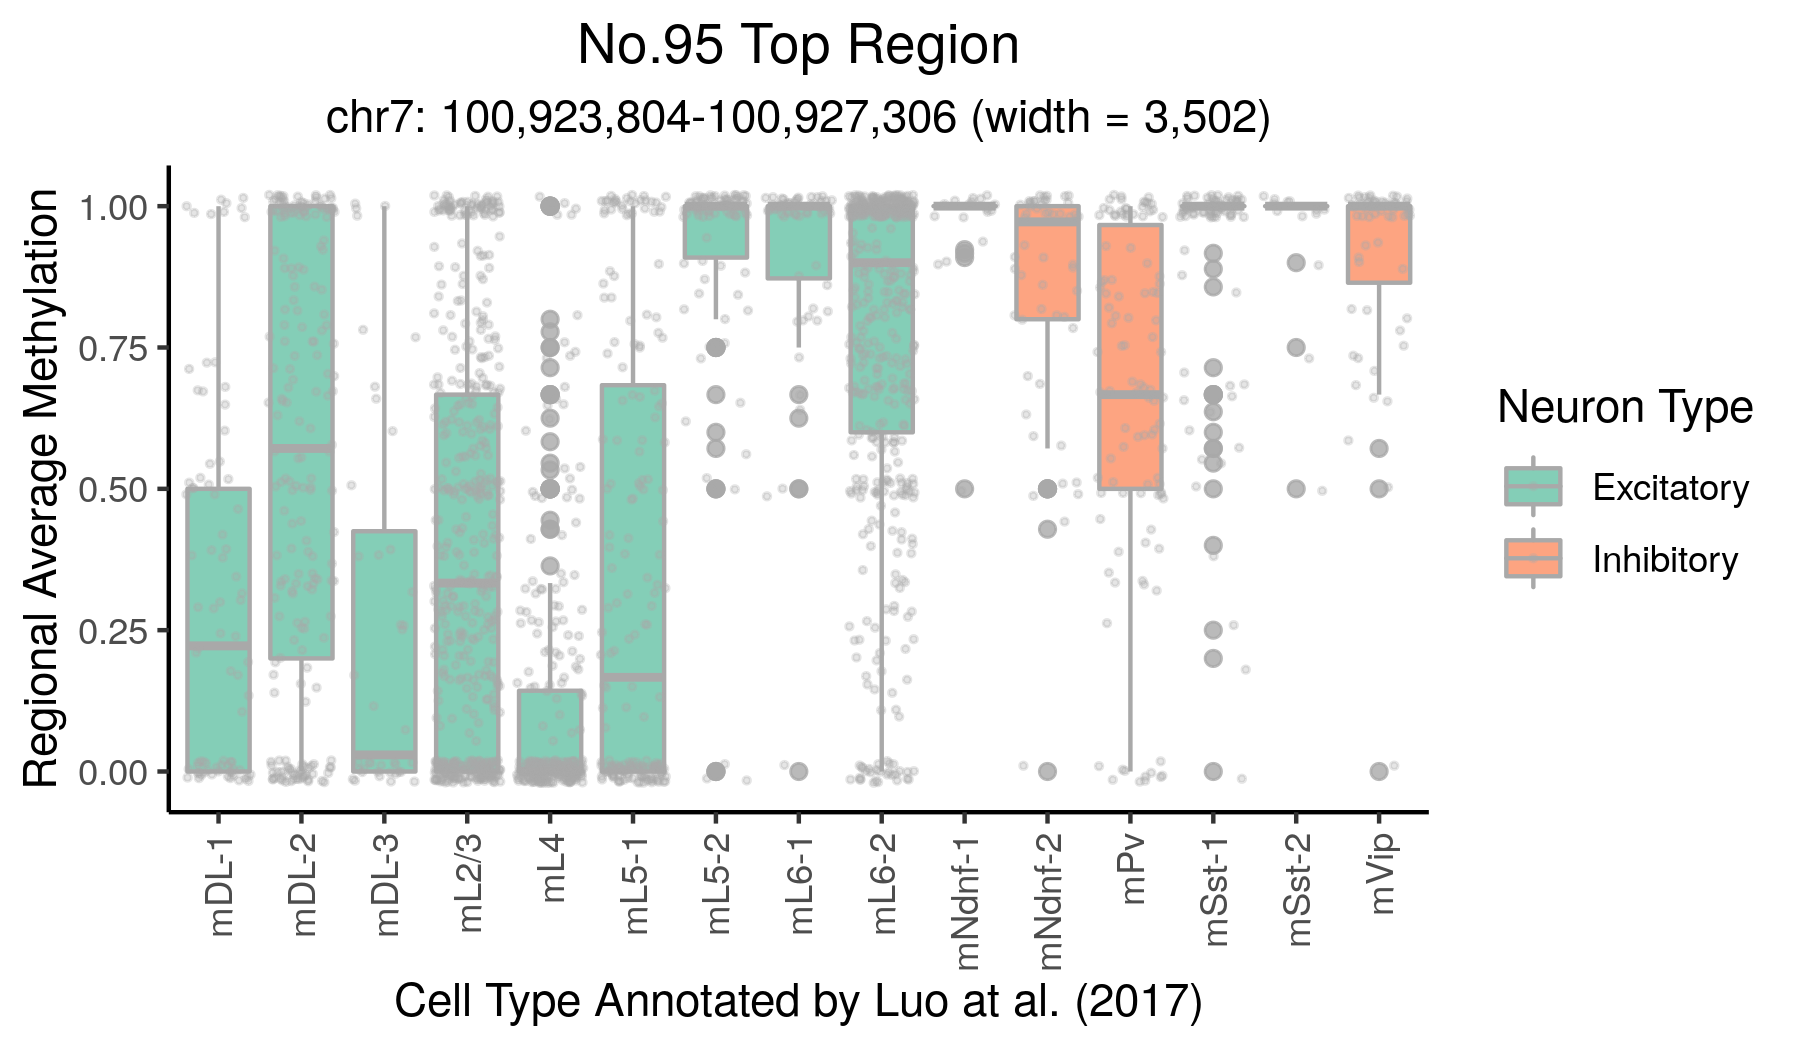 No.95 Top Region
chr7: 100,923,804-100,927,306 (width = 3,502)
Regional Average Methylation
1.00
0.75
0.50
0.25
0.00
mDL-1
mDL-2
mDL-3
mL2/3
mL4
mL5-1
mL5-2
mL6-1
mL6-2
mNdnf-1
mNdnf-2
mPv
mSst-1
mSst-2
mVip
Cell Type Annotated by Luo at al. (2017)
Neuron Type
Excitatory
Inhibitory